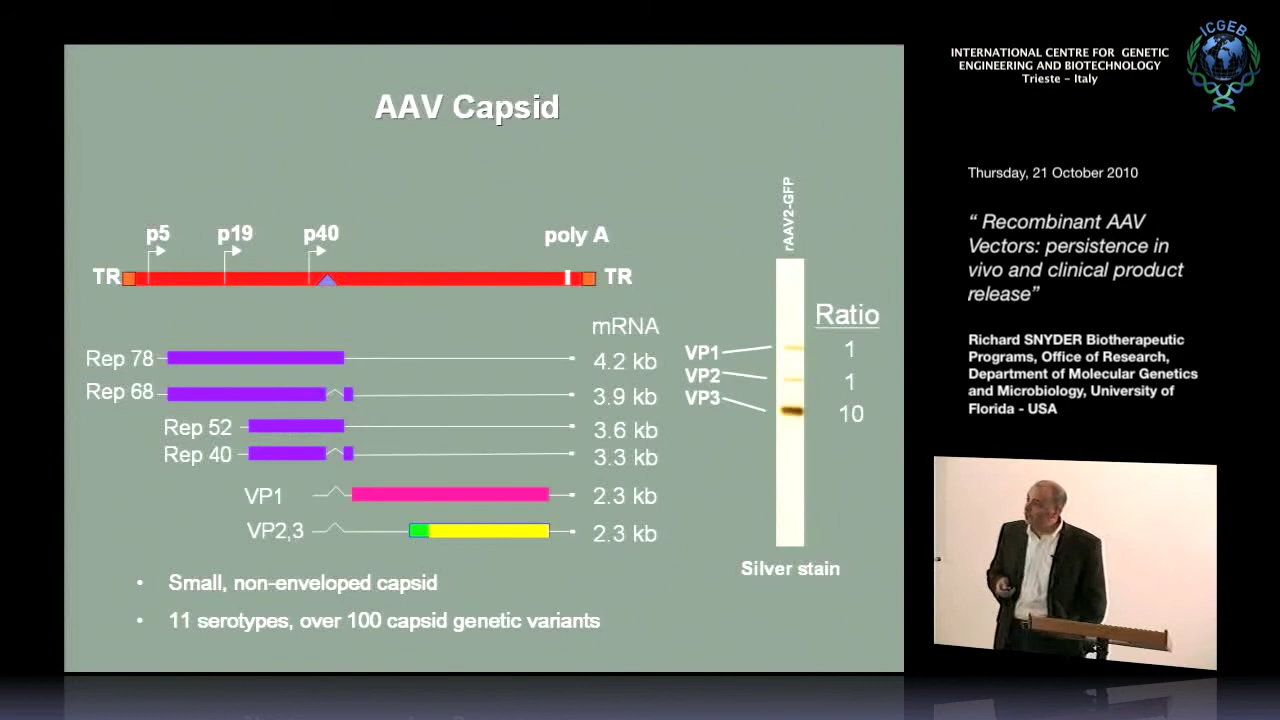 AAV Capsid
p5 p19 p40 poly A
TR TR
mRNA
Rep 78 4.2 kb
Rep 68 3.9 kb
Rep 52 3.6 kb
Rep 40 3.3 kb
VP1 2.3 kb
VP2,3 2.3 kb
• Small, non-enveloped capsid
• 11 serotypes, over 100 capsid genetic variants
rAAV2-GFP
Ratio
VP1 1
VP2 1
VP3 10
Silver stain
INTERNATIONAL CENTRE FOR GENETIC
ENGINEERING AND BIOTECHNOLOGY
Trieste – Italy
ICGEB
Thursday, 21 October 2010
“ Recombinant AAV
Vectors: persistence in
vivo and clinical product
release”
Richard SNYDER Biotherapeutic
Programs, Office of Research,
Department of Molecular Genetics
and Microbiology, University of
Florida - USA